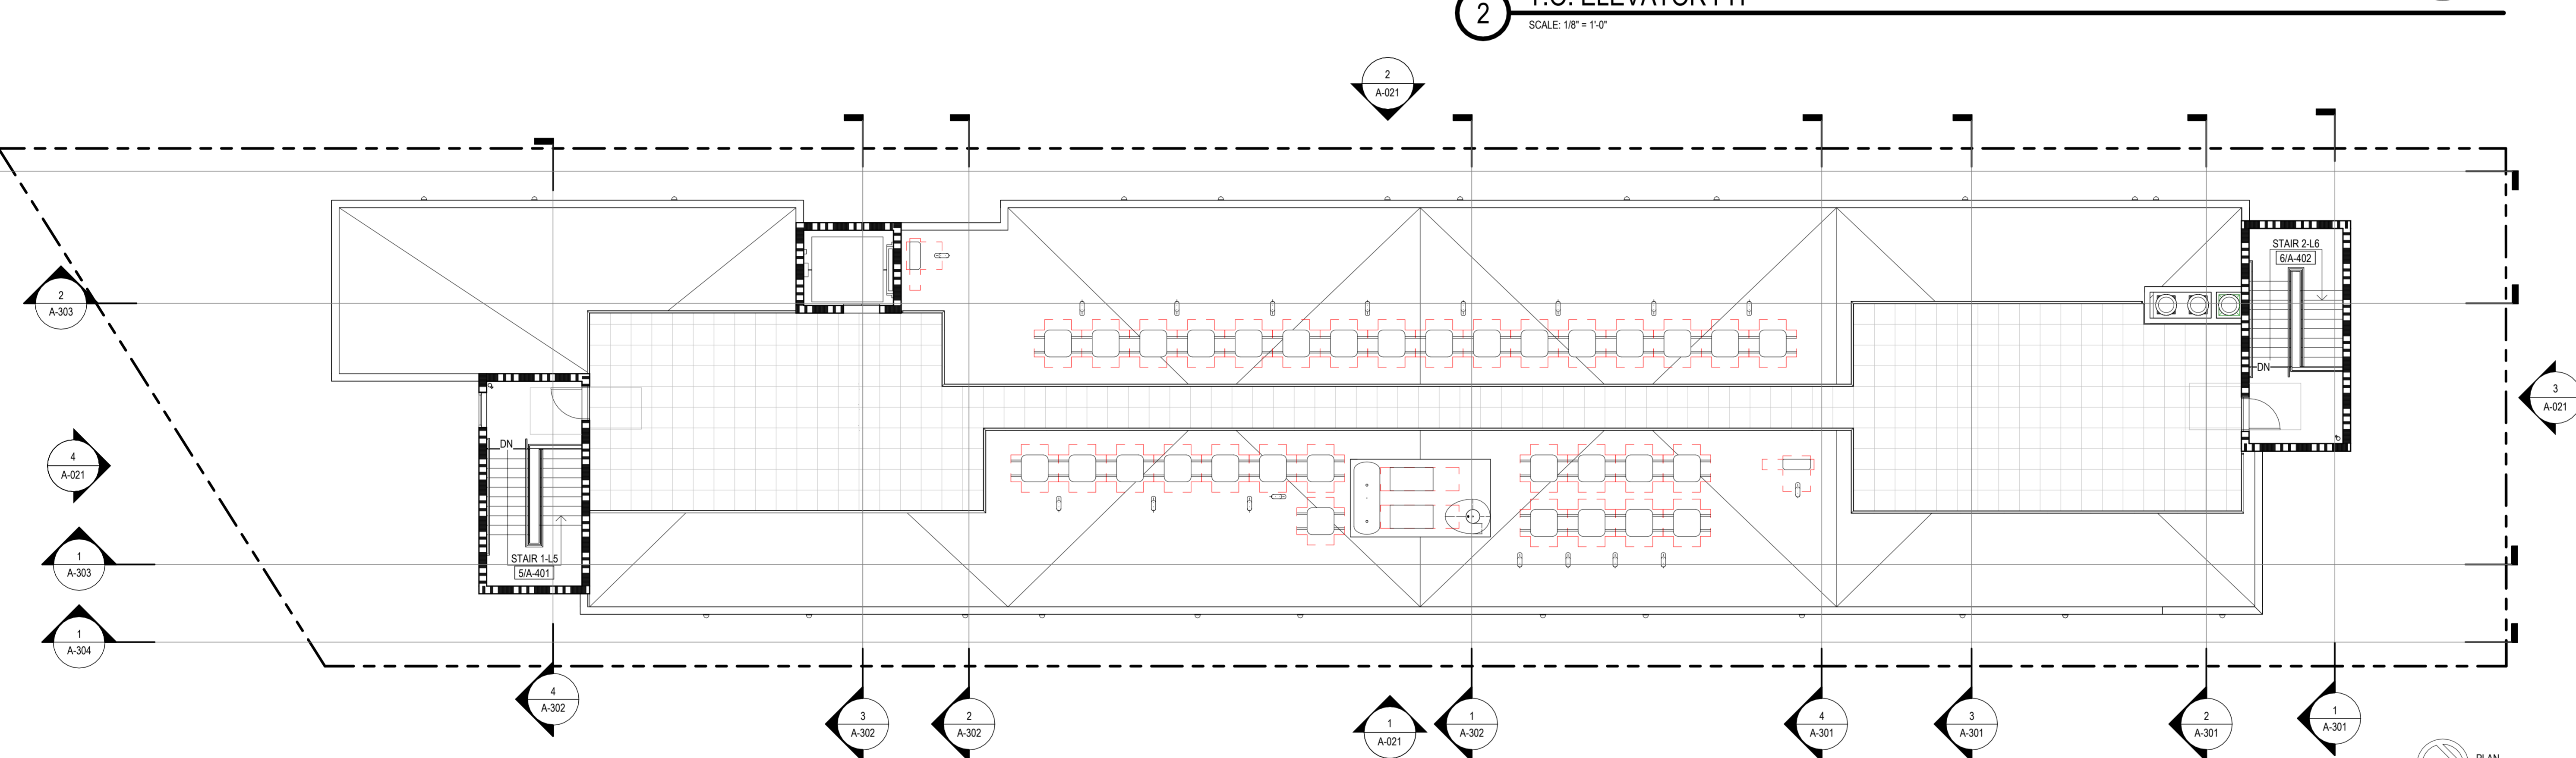 2
SCALE: 1/8" = 1'-0"
2
A-021
STAIR 2-L6
6/A-402
2
A-303
DN
3
A-021
DN
4
A-021
STAIR 1-L5
5/A-401
1
A-303
1
A-304
4
A-302
3
A-302
2
A-302
1
A-021
1
A-302
4
A-301
3
A-301
2
A-301
1
A-301
PLAN